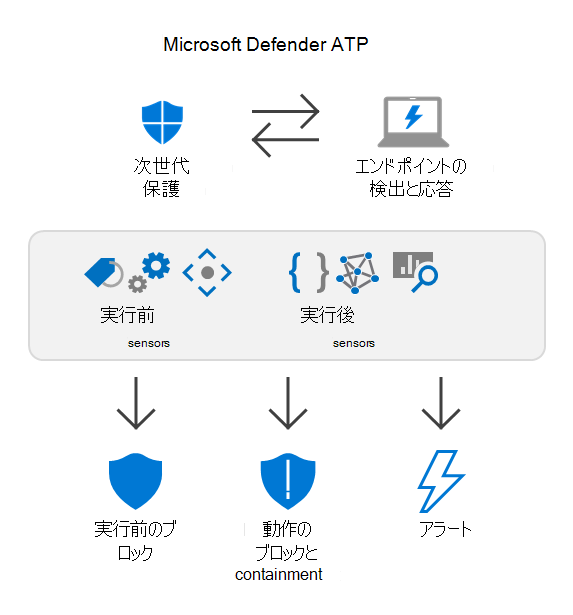 Microsoft Defender ATP
次世代
保護
エンドポイントの
検出と応答
実行前
sensors
実行後
sensors
実行前のブ
ロック
動作の
ブロックと
containment
アラート